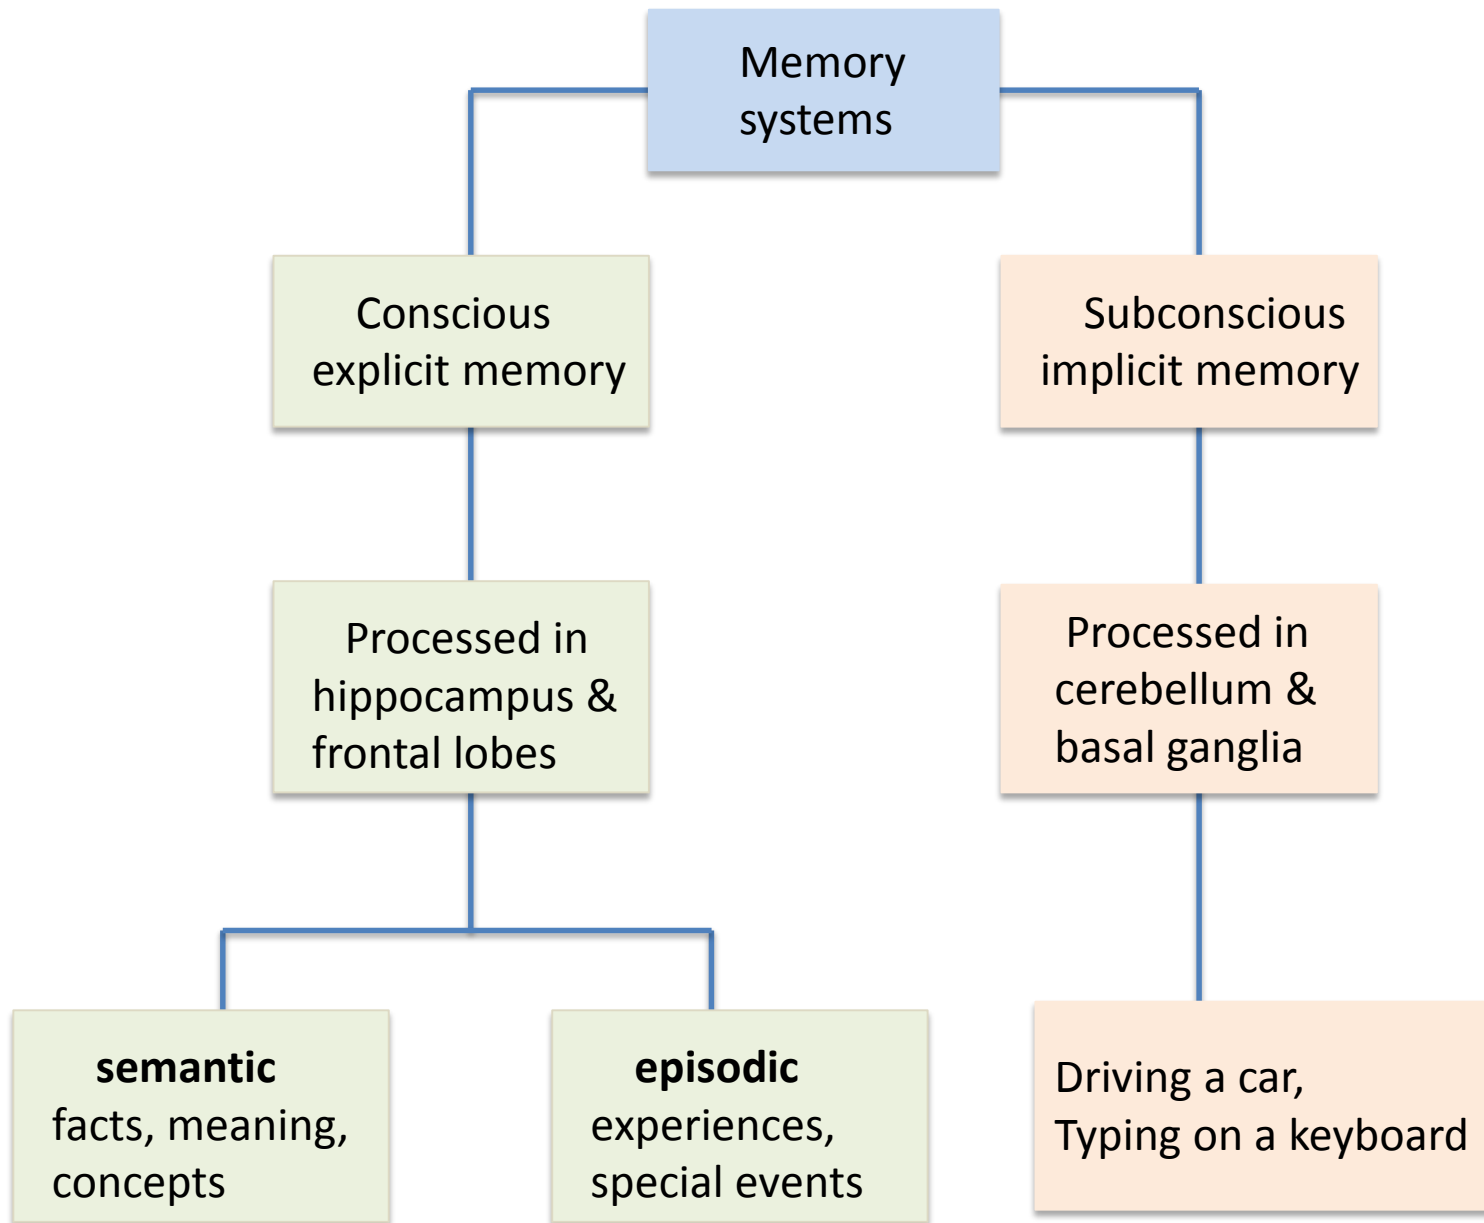 Memory
systems
Conscious
explicit memory
Subconscious
implicit memory
Processed in
hippocampus &
frontal lobes
Processed in
cerebellum &
basal ganglia
semantic
facts, meaning,
concepts
episodic
experiences,
special events
Driving a car,
Typing on a keyboard